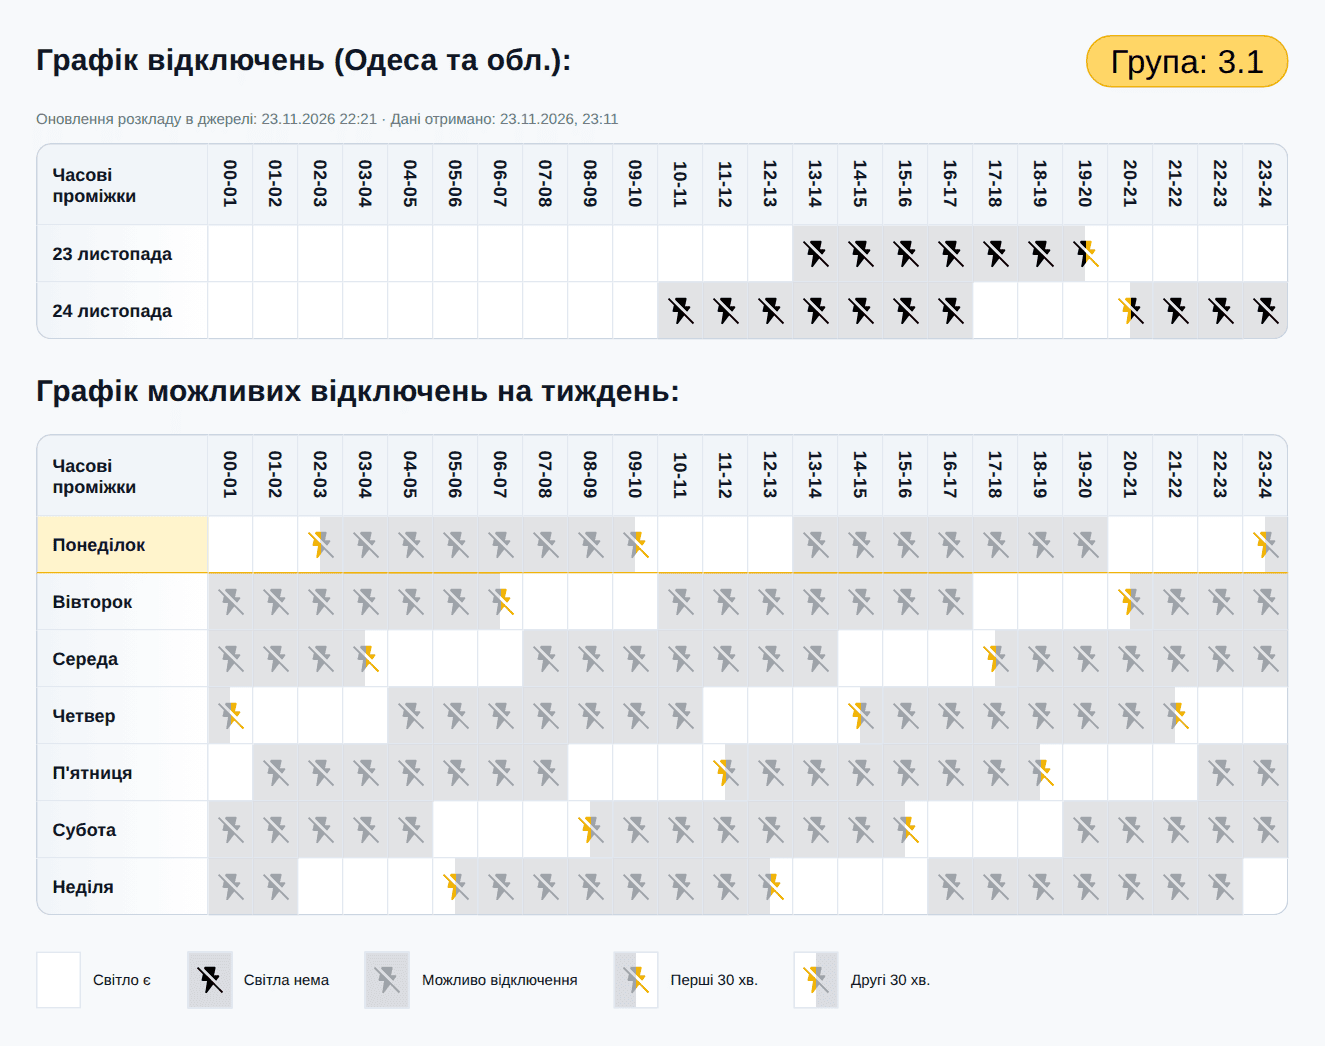 Графік відключень (Одеса та обл.):
Група: 3.1
Оновлення розкладу в джерелі: 23.11.2026 22:21 · Дані отримано: 23.11.2026, 23:11
Часові проміжки 00-01 01-02 02-03 03-04 04-05 05-06 06-07 07-08 08-09 09-10 10-11 11-12 12-13 13-14 14-15 15-16 16-17 17-18 18-19 19-20 20-21 21-22 22-23 23-24
23 листопада
24 листопада
Графік можливих відключень на тиждень:
Часові проміжки 00-01 01-02 02-03 03-04 04-05 05-06 06-07 07-08 08-09 09-10 10-11 11-12 12-13 13-14 14-15 15-16 16-17 17-18 18-19 19-20 20-21 21-22 22-23 23-24
Понеділок
Вівторок
Середа
Четвер
П'ятниця
Субота
Неділя
Світло є Світла нема Можливо відключення Перші 30 хв. Другі 30 хв.